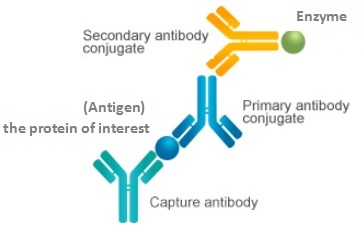 Enzyme
Secondary antibody
conjugate
(Antigen)
the protein of interest
Primary antibody
conjugate
Capture antibody